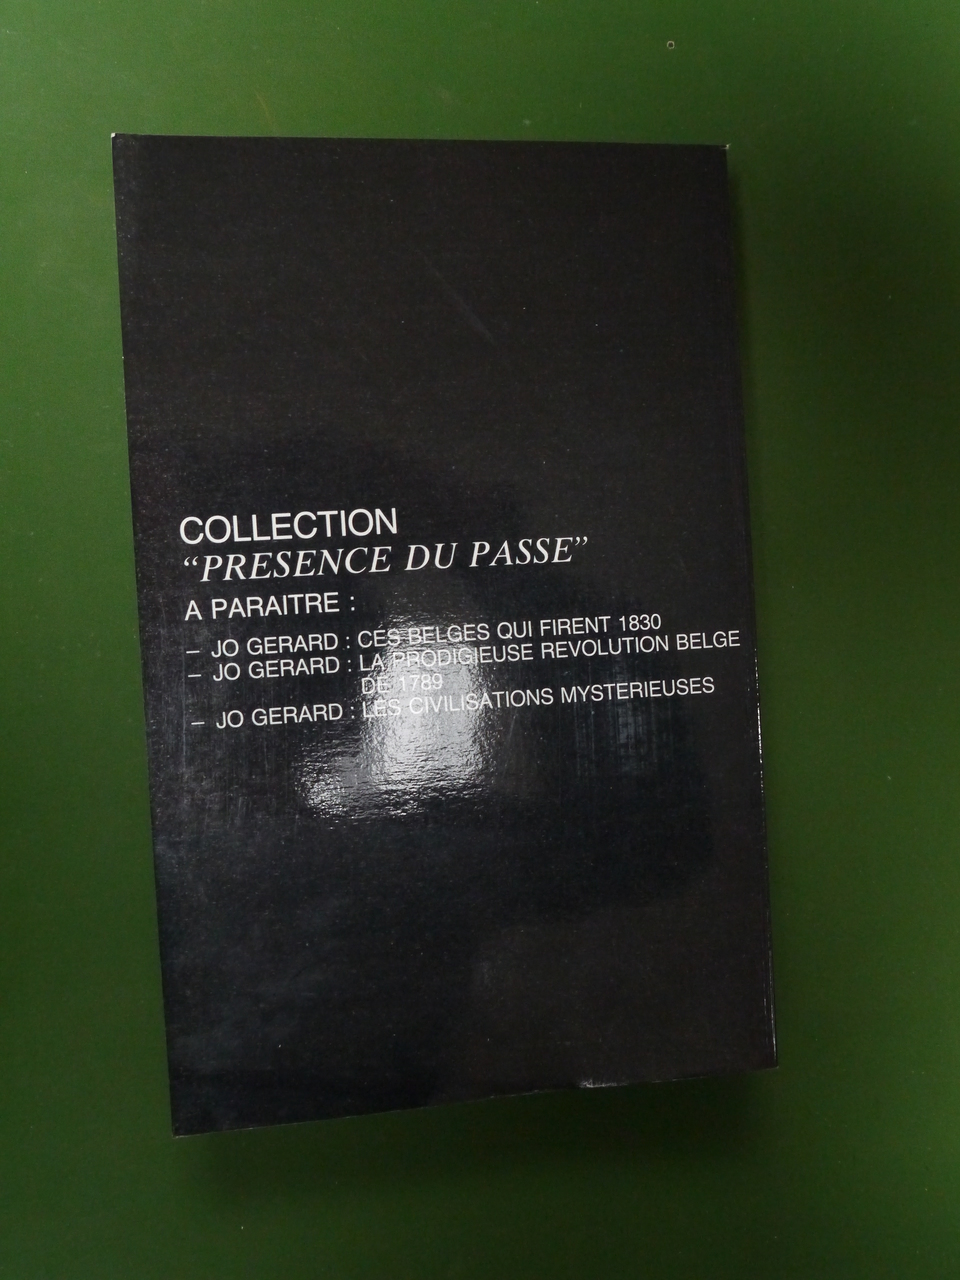 COLLECTION
“PRESENCE DU PASSE”
A PARAITRE :
– JO GERARD : CES BELGES QUI FIRENT 1830
– JO GERARD : LA PRODIGIEUSE REVOLUTION BELGE
DE 1789
– JO GERARD : LES CIVILISATIONS MYSTERIEUSES